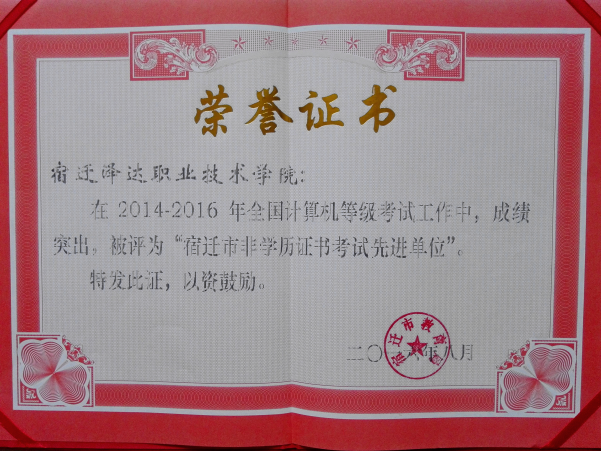 荣誉证书
宿迁泽达职业技术学院：
在 2014-2016 年全国计算机等级考试工作中，成绩
突出，被评为“宿迁市非学历证书考试先进单位”。
特发此证，以资鼓励。
宿迁市教育局
二〇一六年八月